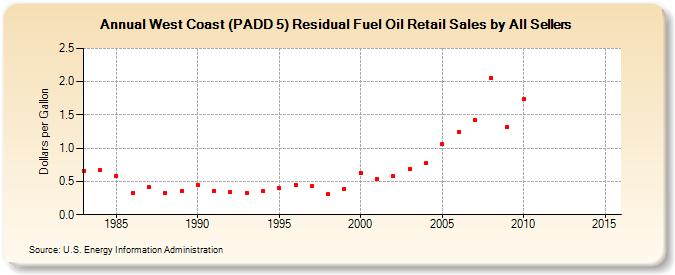 Annual West Coast (PADD 5) Residual Fuel Oil Retail Sales by All Sellers
Dollars per Gallon
2.5
2.0
1.5
1.0
0.5
0.0
1985 1990 1995 2000 2005 2010 2015
Source: U.S. Energy Information Administration